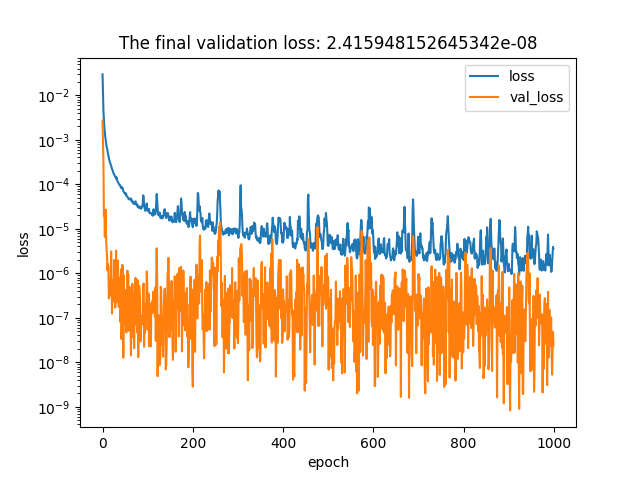 The final validation loss: 2.415948152645342e-08
loss
val_loss
10⁻²
10⁻³
10⁻⁴
10⁻⁵
10⁻⁶
10⁻⁷
10⁻⁸
10⁻⁹
loss
0 200 400 600 800 1000
epoch